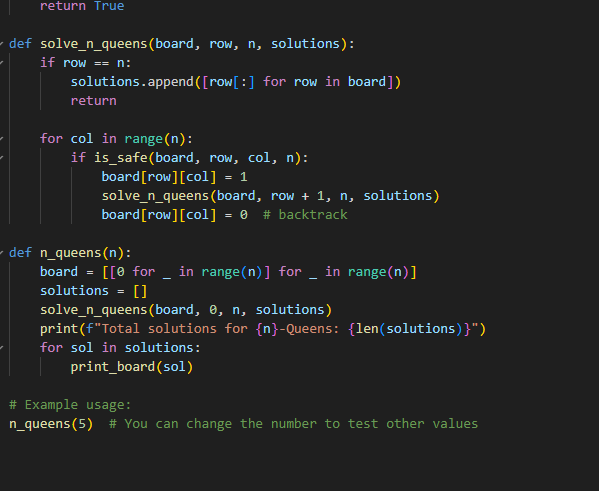 return True

def solve_n_queens(board, row, n, solutions):
    if row == n:
        solutions.append([row[:] for row in board])
        return

    for col in range(n):
        if is_safe(board, row, col, n):
            board[row][col] = 1
            solve_n_queens(board, row + 1, n, solutions)
            board[row][col] = 0  # backtrack

def n_queens(n):
    board = [[0 for _ in range(n)] for _ in range(n)]
    solutions = []
    solve_n_queens(board, 0, n, solutions)
    print(f"Total solutions for {n}-Queens: {len(solutions)}")
    for sol in solutions:
        print_board(sol)

# Example usage:
n_queens(5)  # You can change the number to test other values